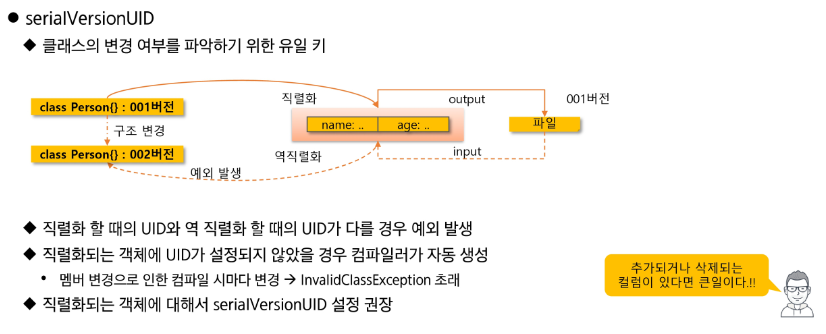 ● serialVersionUID
◆ 클래스의 변경 여부를 파악하기 위한 유일 키
class Person{} : 001버전
구조 변경
class Person{} : 002버전
직렬화
name: .. age: ..
역직렬화
예외 발생
output
001버전
파일
input
◆ 직렬화 할 때의 UID와 역 직렬화 할 때의 UID가 다를 경우 예외 발생
◆ 직렬화되는 객체에 UID가 설정되지 않았을 경우 컴파일러가 자동 생성
• 멤버 변경으로 인한 컴파일 시마다 변경 → InvalidClassException 초래
◆ 직렬화되는 객체에 대해서 serialVersionUID 설정 권장
추가되거나 삭제되는
컬럼이 있다면 큰일이다.!!